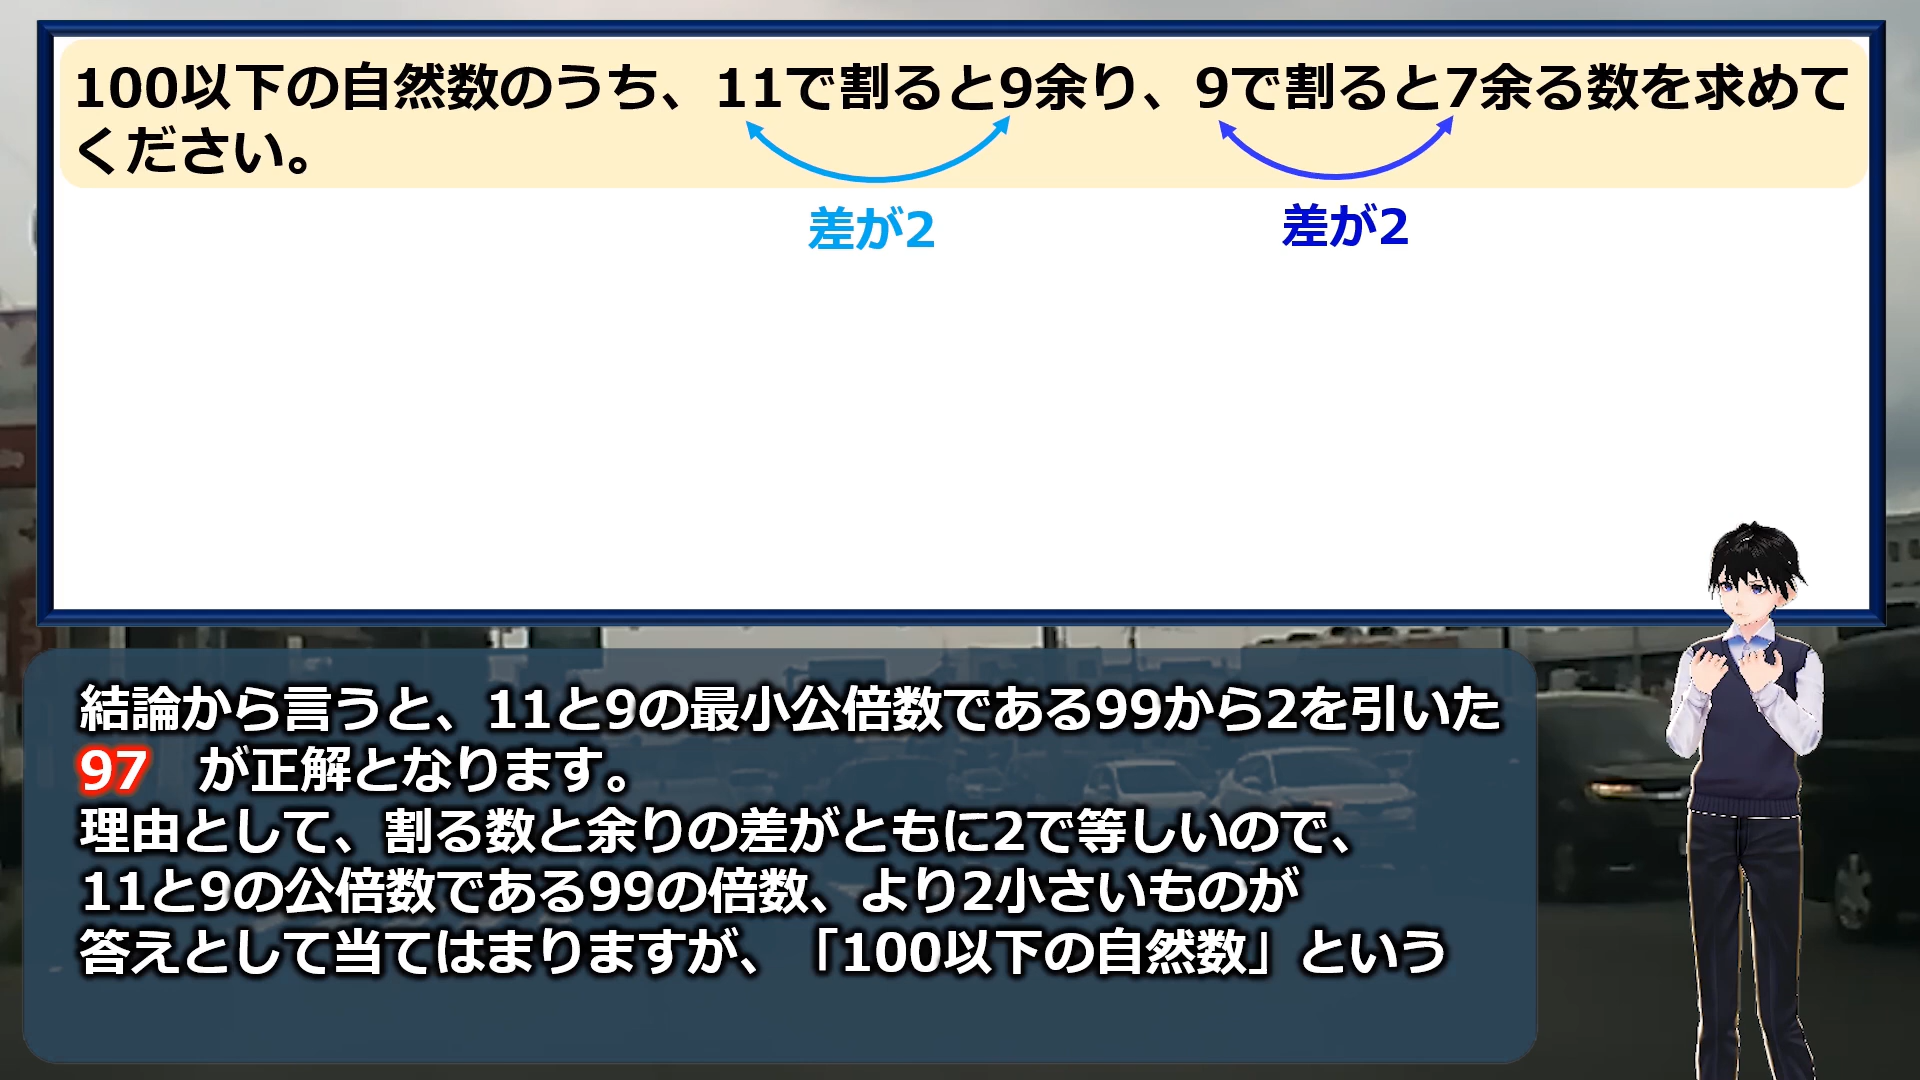 100以下の自然数のうち、11で割ると9余り、9で割ると7余る数を求めて
ください。
差が2
差が2
結論から言うと、11と9の最小公倍数である99から2を引いた
97　が正解となります。
理由として、割る数と余りの差がともに2で等しいので、
11と9の公倍数である99の倍数、より2小さいものが
答えとして当てはまりますが、「100以下の自然数」という